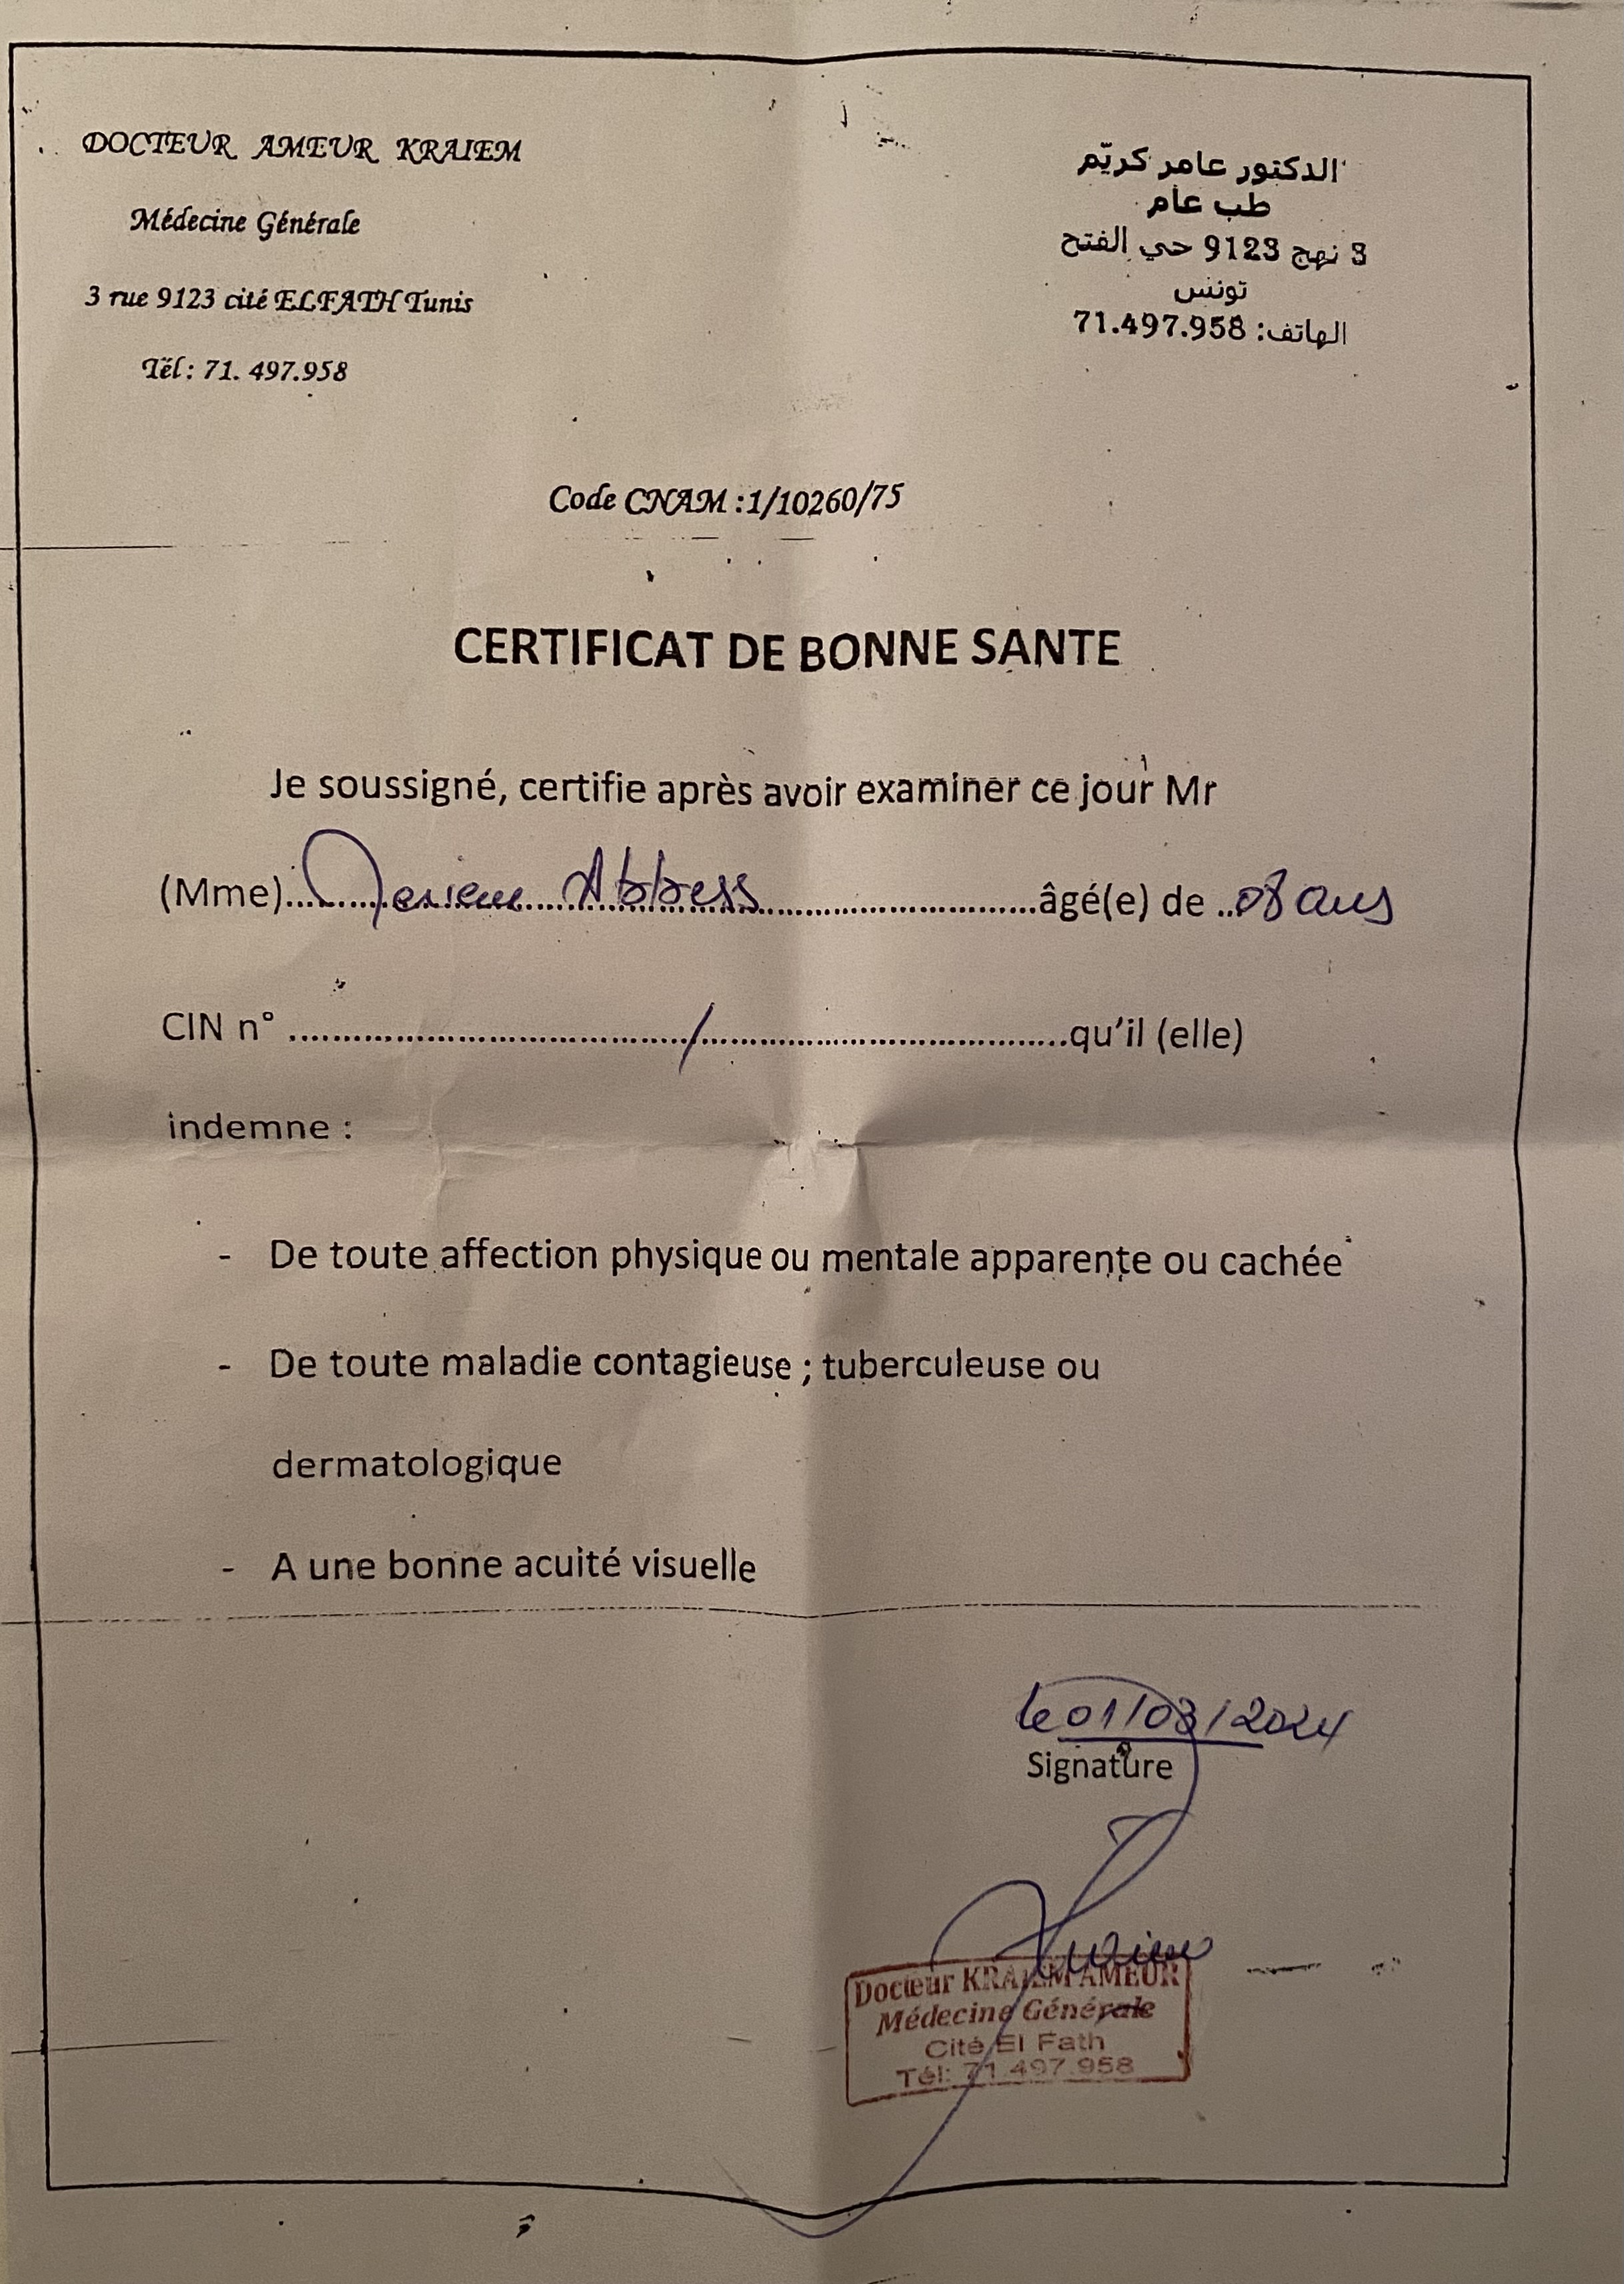 DOCTEUR AMEUR KRAIEM
Médecine Générale
3 rue 9123 cité ELFATH Tunis
Tél : 71. 497.958
الدكتور عامر كريّم
طب عام
3 نهج 9123 حي الفتح
تونس
الهاتف: 71.497.958
Code CNAM :1/10260/75
CERTIFICAT DE BONNE SANTE
Je soussigné, certifie après avoir examiner ce jour Mr
(Mme)......Meriem Abbess......âgé(e) de ..08 ans
CIN n° ......................../........................qu'il (elle)
indemne :
- De toute affection physique ou mentale apparente ou cachée
- De toute maladie contagieuse ; tuberculeuse ou
dermatologique
- A une bonne acuité visuelle
le 01/03/2024
Signature
Docteur KRAIEM AMEUR
Médecine Générale
Cité El Fath
Tél: 71.497.958